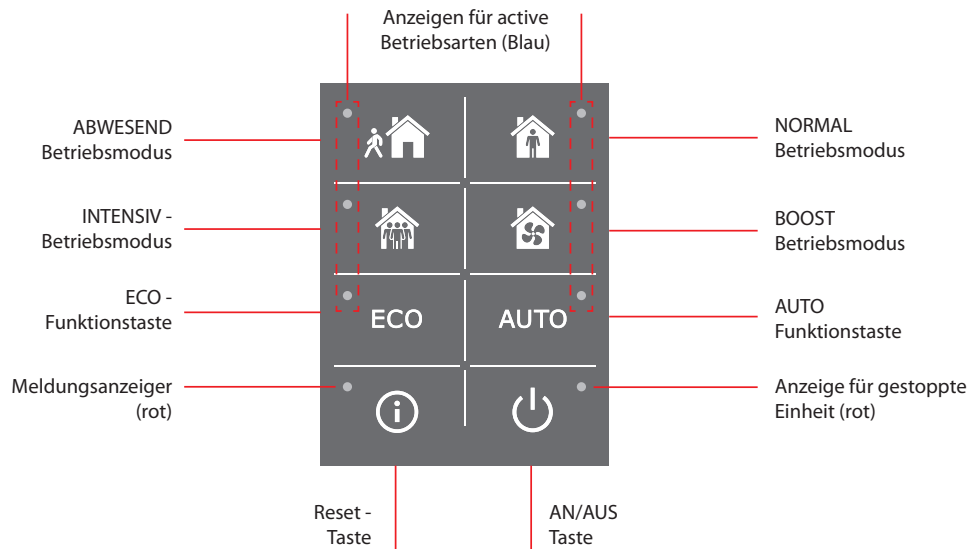 Anzeigen für active
Betriebsarten (Blau)
ABWESEND
Betriebsmodus
NORMAL
Betriebsmodus
INTENSIV -
Betriebsmodus
BOOST
Betriebsmodus
ECO -
Funktionstaste
ECO
AUTO
AUTO
Funktionstaste
Meldungsanzeiger
(rot)
i
Anzeige für gestoppte
Einheit (rot)
Reset -
Taste
AN/AUS
Taste